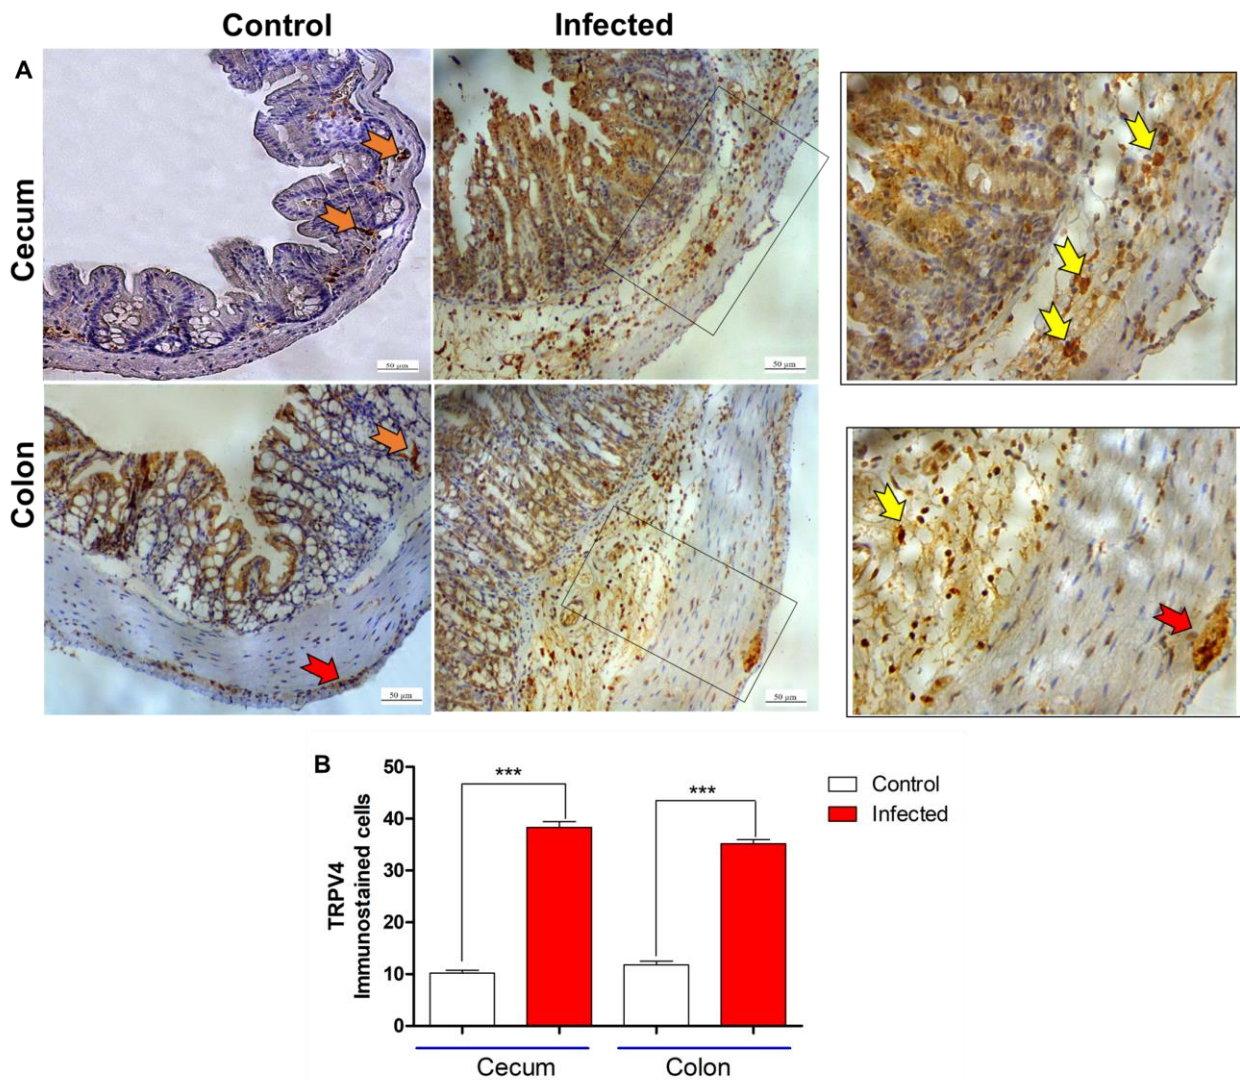 Control
Infected
A
Cecum
50 µm
50 µm
Colon
50 µm
50 µm
B
TRPV4
Immunostained cells
50
40
30
20
10
0
***
***
Control
Infected
Cecum
Colon